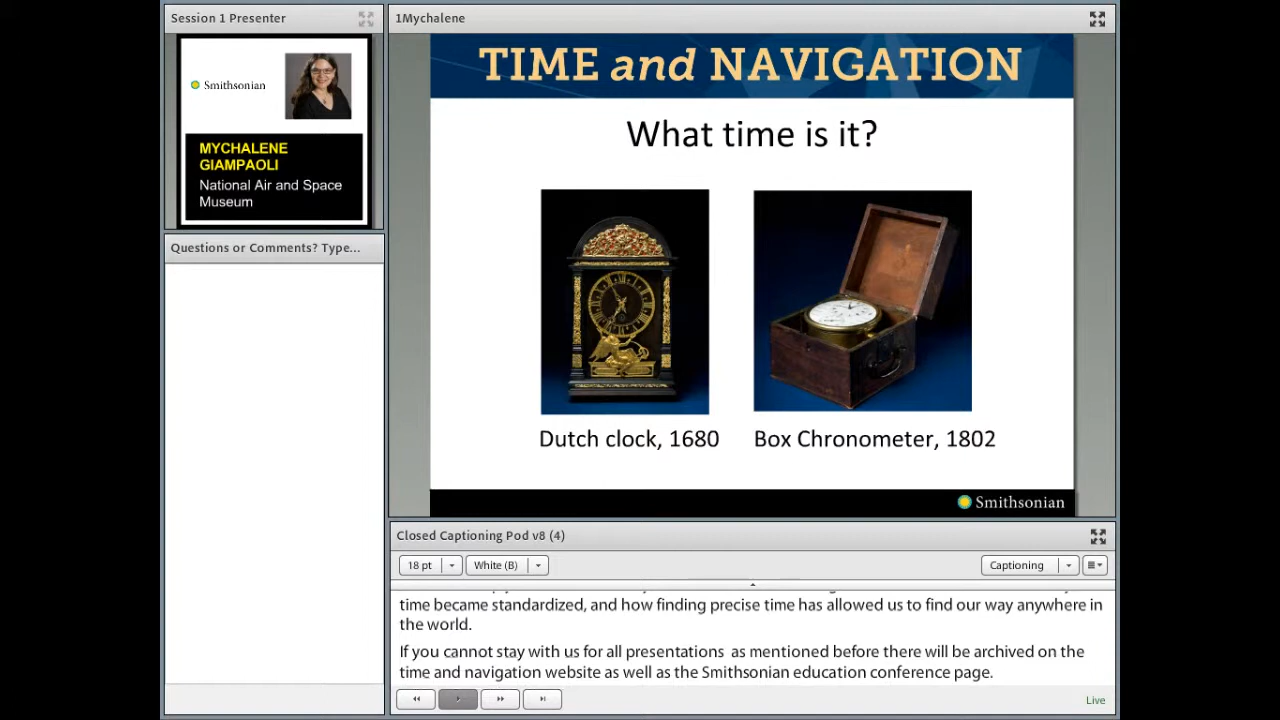 Session 1 Presenter
Smithsonian
MYCHALENE
GIAMPAOLI
National Air and Space
Museum
Questions or Comments? Type...
1Mychalene
TIME and NAVIGATION
What time is it?
Dutch clock, 1680
Box Chronometer, 1802
Smithsonian
Closed Captioning Pod v8 (4)
18 pt
White (B)
Captioning
time became standardized, and how finding precise time has allowed us to find our way anywhere in
the world.
If you cannot stay with us for all presentations as mentioned before there will be archived on the
time and navigation website as well as the Smithsonian education conference page.
Live